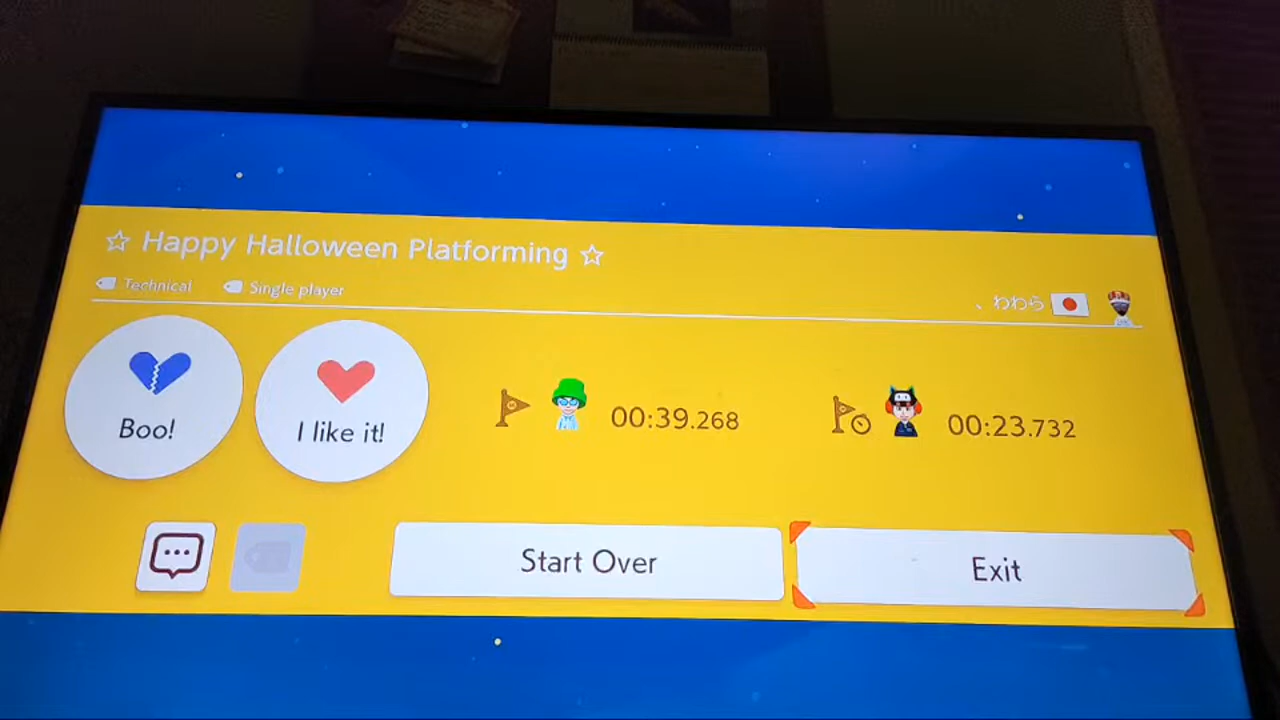 ☆ Happy Halloween Platforming ☆
Technical Single player
、わわら
Boo!
I like it!
00:39.268
00:23.732
Start Over
Exit